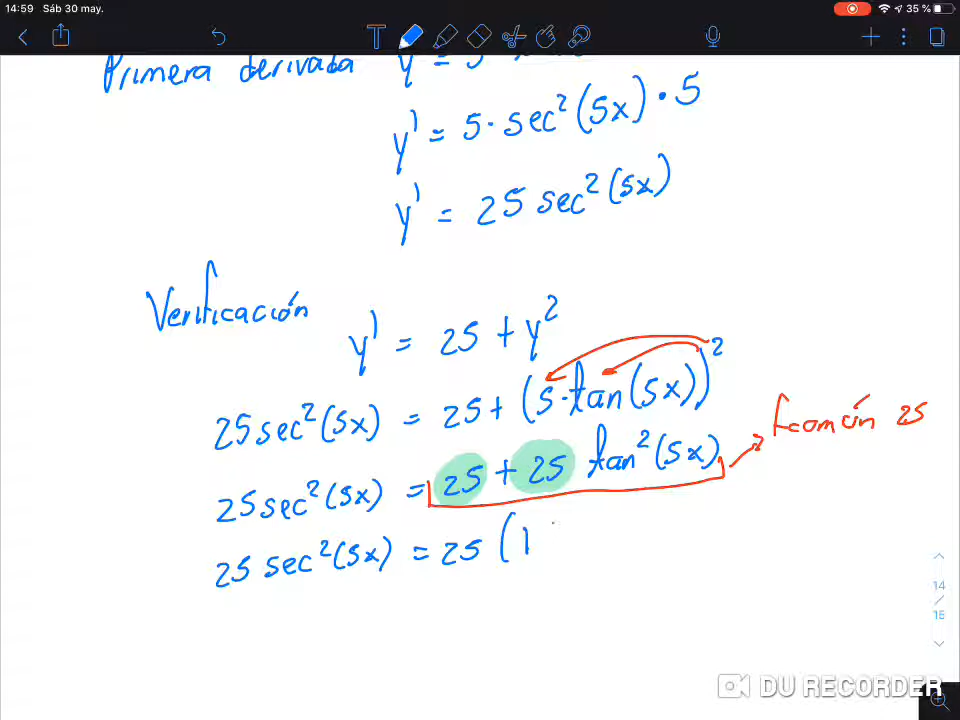 14:59 Sáb 30 may. 35 %
Primera derivada y' = 5
y' = 5 · sec²(5x) · 5
y' = 25 sec²(5x)
Verificación
y' = 25 + y²
25sec²(5x) = 25 + (5·tan(5x))²
fcomún 25
25sec²(5x) = 25 + 25 tan²(5x)
25 sec²(5x) = 25 (1
14
/
15
DU RECORDER